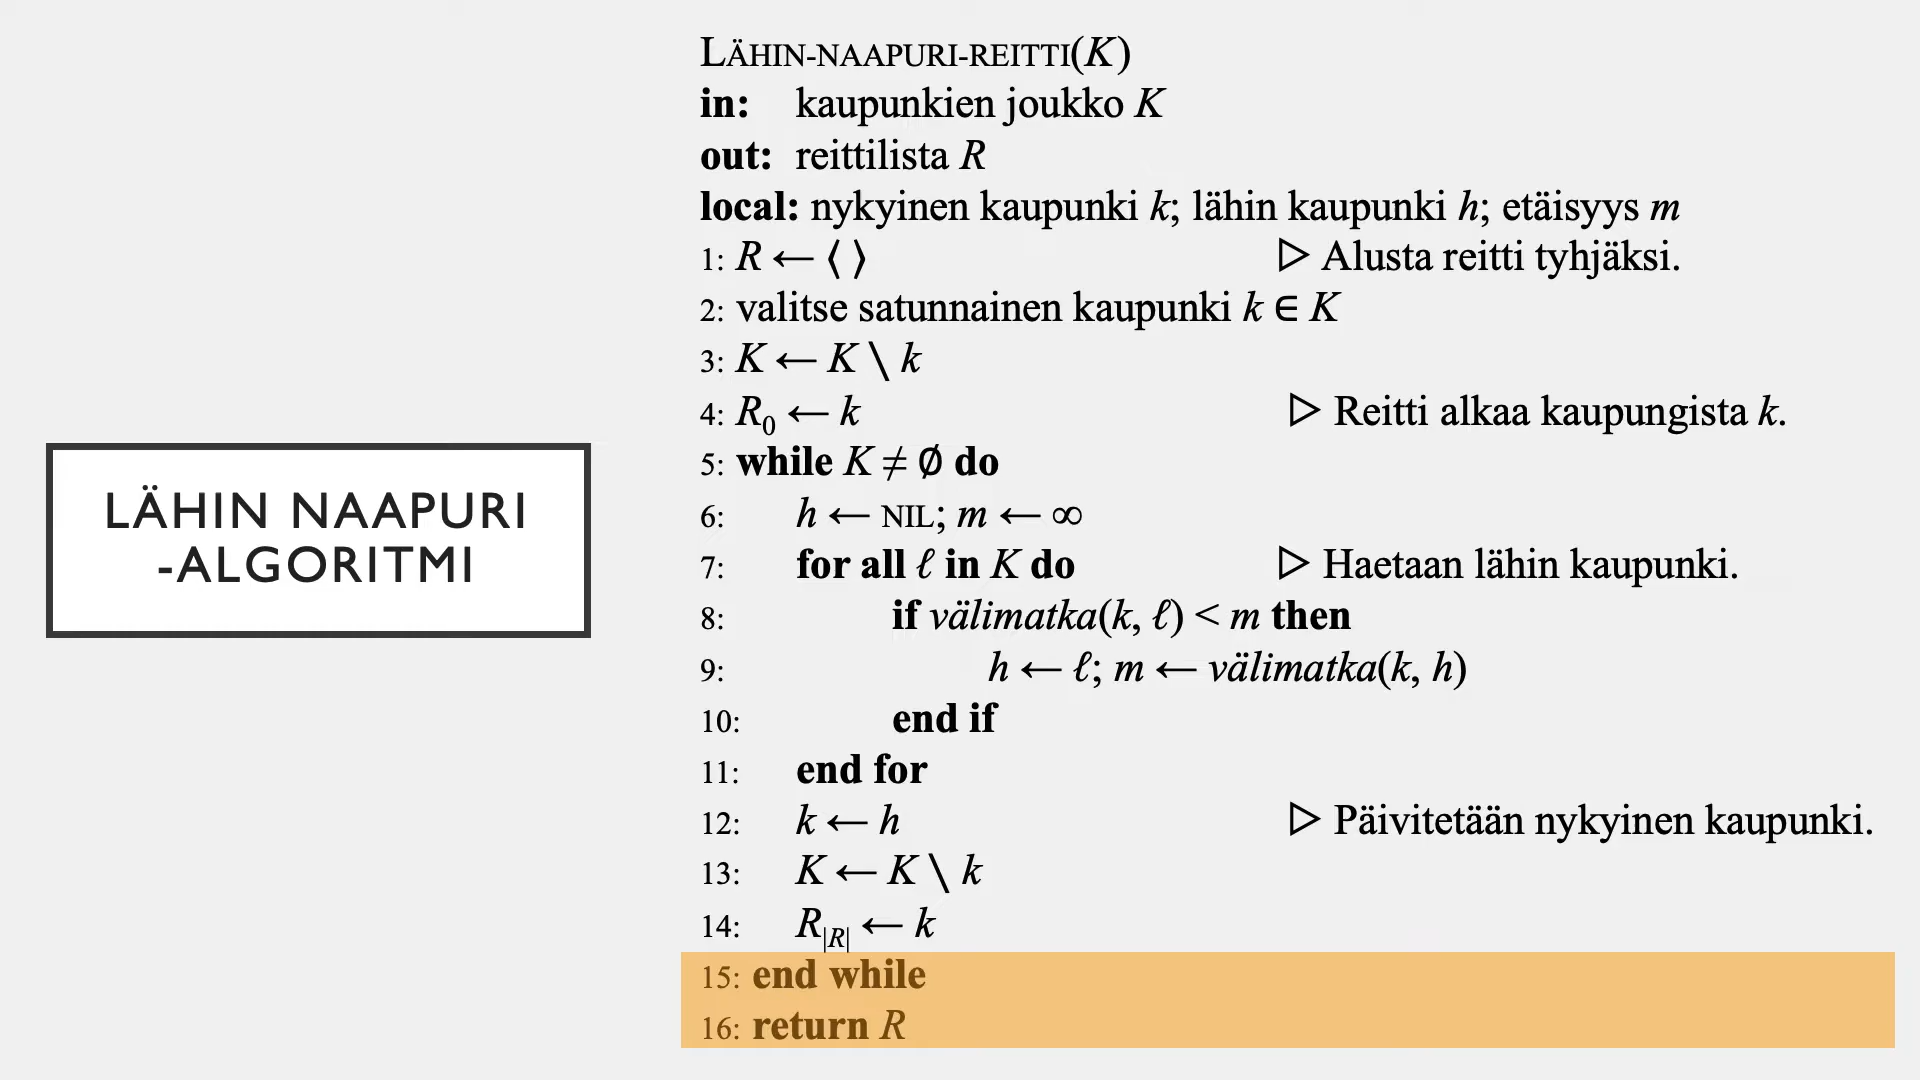 LÄHIN NAAPURI
-ALGORITMI
LÄHIN-NAAPURI-REITTI(K)
in: kaupunkien joukko K
out: reittilista R
local: nykyinen kaupunki k; lähin kaupunki h; etäisyys m
1: R ← ⟨ ⟩ ▷ Alusta reitti tyhjäksi.
2: valitse satunnainen kaupunki k ∈ K
3: K ← K \ k
4: R₀ ← k ▷ Reitti alkaa kaupungista k.
5: while K ≠ ∅ do
6: h ← NIL; m ← ∞
7: for all ℓ in K do ▷ Haetaan lähin kaupunki.
8: if välimatka(k, ℓ) < m then
9: h ← ℓ; m ← välimatka(k, h)
10: end if
11: end for
12: k ← h ▷ Päivitetään nykyinen kaupunki.
13: K ← K \ k
14: R|R| ← k
15: end while
16: return R